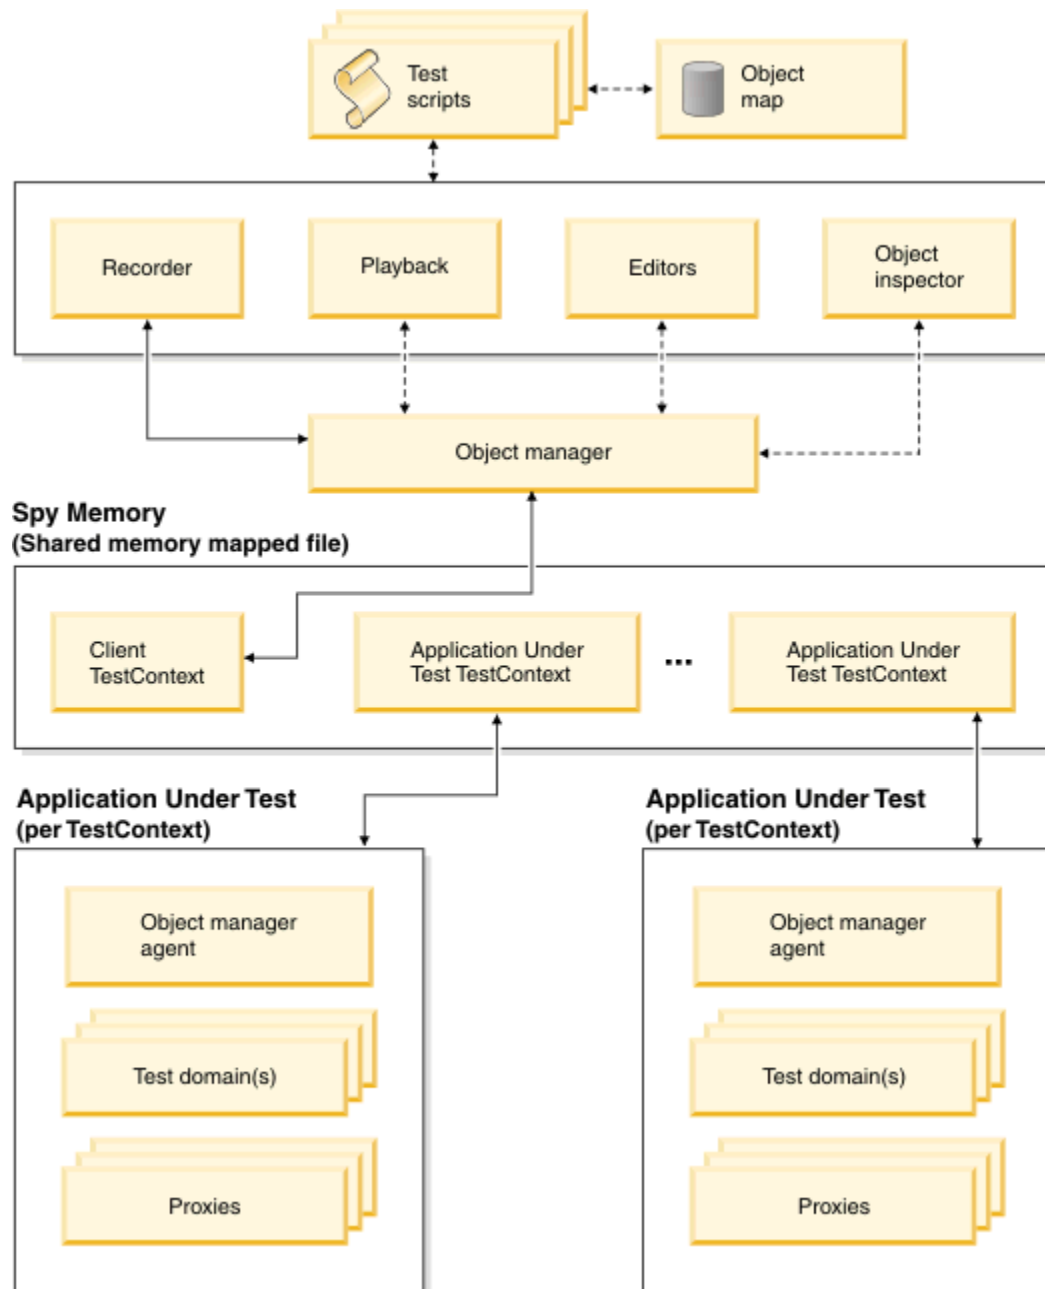 Test
scripts
Object
map
Recorder
Playback
Editors
Object
inspector
Object manager
Spy Memory
(Shared memory mapped file)
Client
TestContext
Application Under
Test TestContext
...
Application Under
Test TestContext
Application Under Test
(per TestContext)
Application Under Test
(per TestContext)
Object manager
agent
Test domain(s)
Proxies
Object manager
agent
Test domain(s)
Proxies